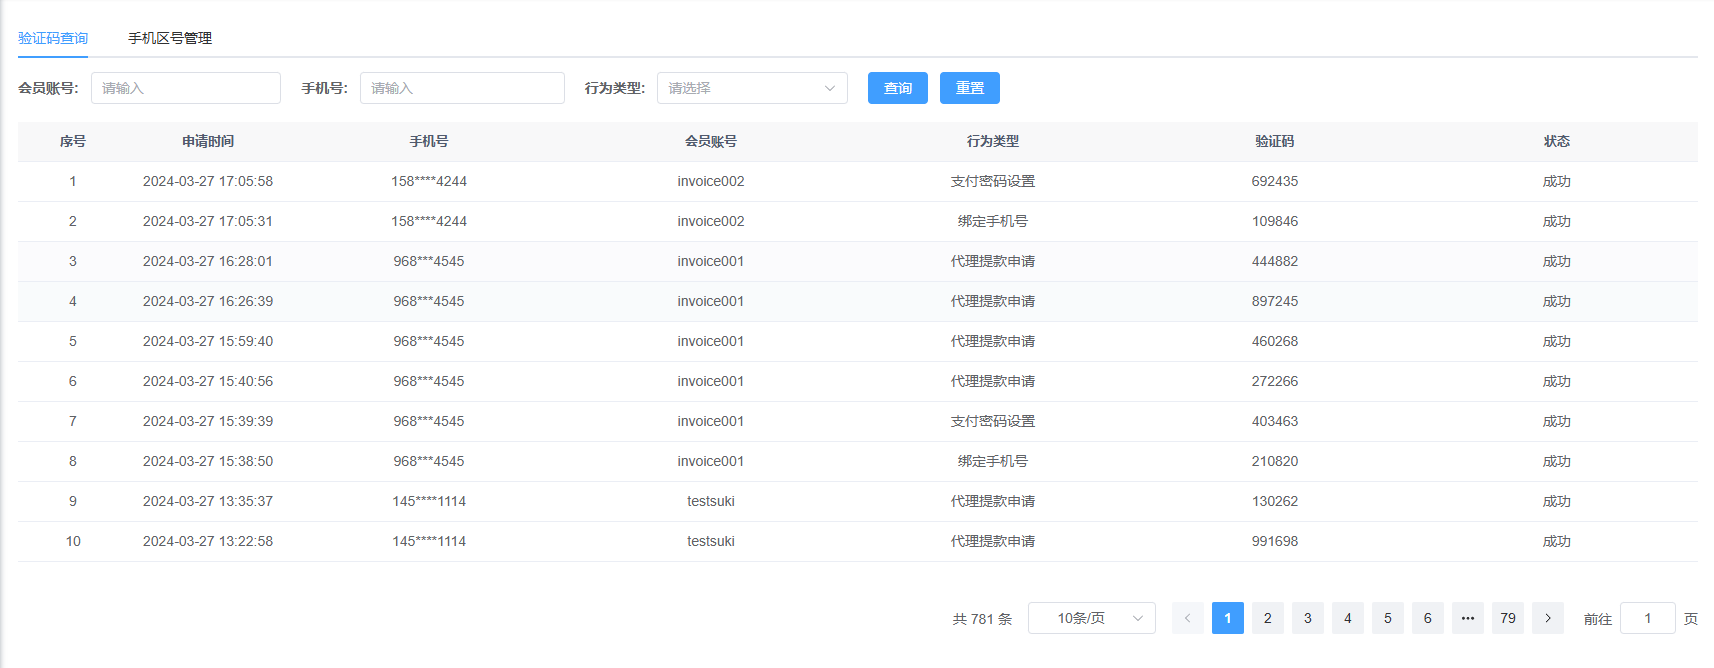 验证码查询 手机区号管理
会员账号: 请输入 手机号: 请输入 行为类型: 请选择 查询 重置
序号 申请时间 手机号 会员账号 行为类型 验证码 状态
1 2024-03-27 17:05:58 158****4244 invoice002 支付密码设置 692435 成功
2 2024-03-27 17:05:31 158****4244 invoice002 绑定手机号 109846 成功
3 2024-03-27 16:28:01 968***4545 invoice001 代理提款申请 444882 成功
4 2024-03-27 16:26:39 968***4545 invoice001 代理提款申请 897245 成功
5 2024-03-27 15:59:40 968***4545 invoice001 代理提款申请 460268 成功
6 2024-03-27 15:40:56 968***4545 invoice001 代理提款申请 272266 成功
7 2024-03-27 15:39:39 968***4545 invoice001 支付密码设置 403463 成功
8 2024-03-27 15:38:50 968***4545 invoice001 绑定手机号 210820 成功
9 2024-03-27 13:35:37 145****1114 testsuki 代理提款申请 130262 成功
10 2024-03-27 13:22:58 145****1114 testsuki 代理提款申请 991698 成功
共 781 条 10条/页 1 2 3 4 5 6 ••• 79 前往 1 页